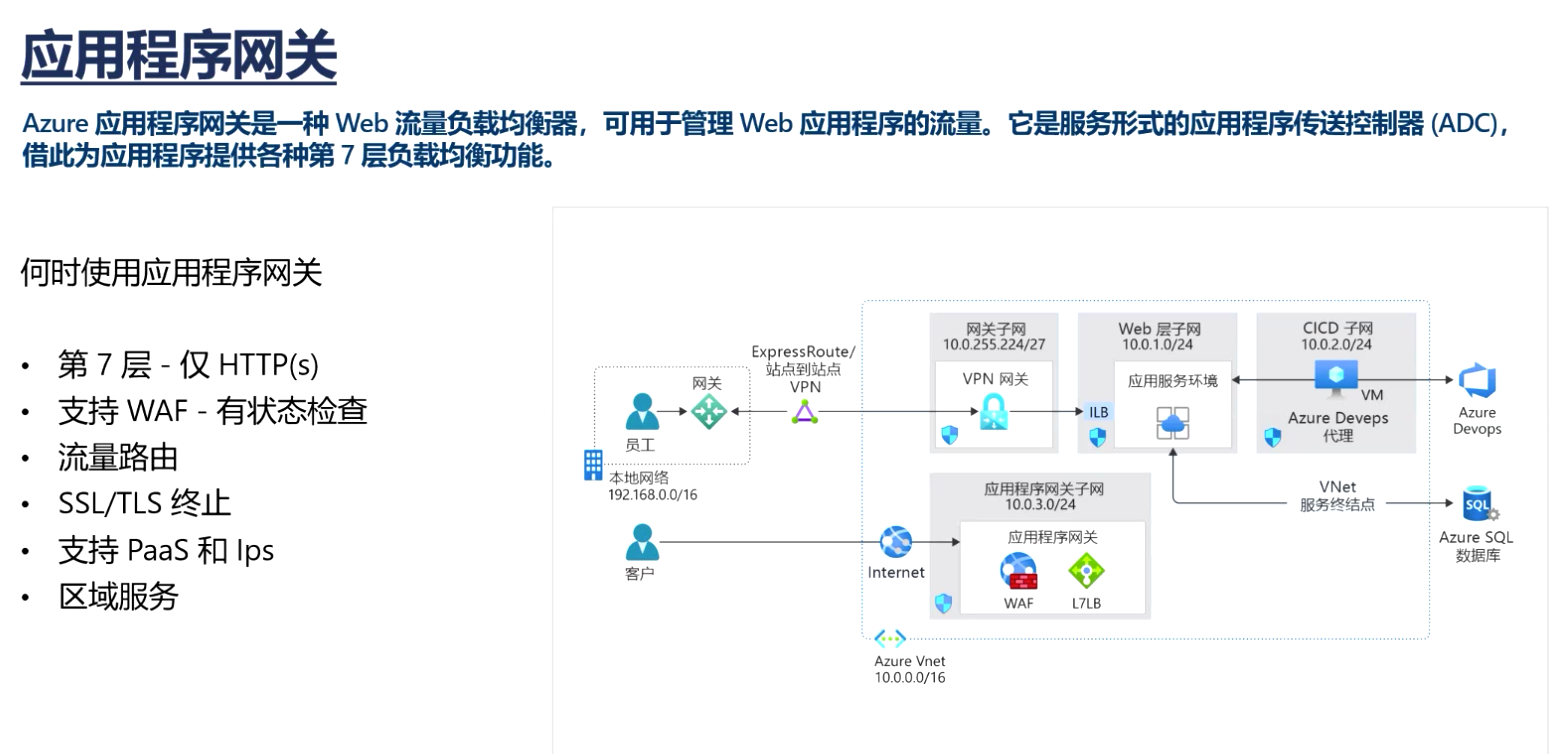 应用程序网关
Azure 应用程序网关是一种 Web 流量负载均衡器，可用于管理 Web 应用程序的流量。它是服务形式的应用程序传送控制器 (ADC)，
借此为应用程序提供各种第 7 层负载均衡功能。
何时使用应用程序网关
• 第 7 层 - 仅 HTTP(s)
• 支持 WAF - 有状态检查
• 流量路由
• SSL/TLS 终止
• 支持 PaaS 和 Ips
• 区域服务
网关
员工
本地网络
192.168.0.0/16
ExpressRoute/
站点到站点
VPN
网关子网
10.0.255.224/27
VPN 网关
Web 层子网
10.0.1.0/24
ILB
应用服务环境
CICD 子网
10.0.2.0/24
VM
Azure Deveps
代理
Azure
Devops
VNet
服务终结点
SQL
Azure SQL
数据库
客户
Internet
应用程序网关子网
10.0.3.0/24
应用程序网关
WAF
L7LB
Azure Vnet
10.0.0.0/16